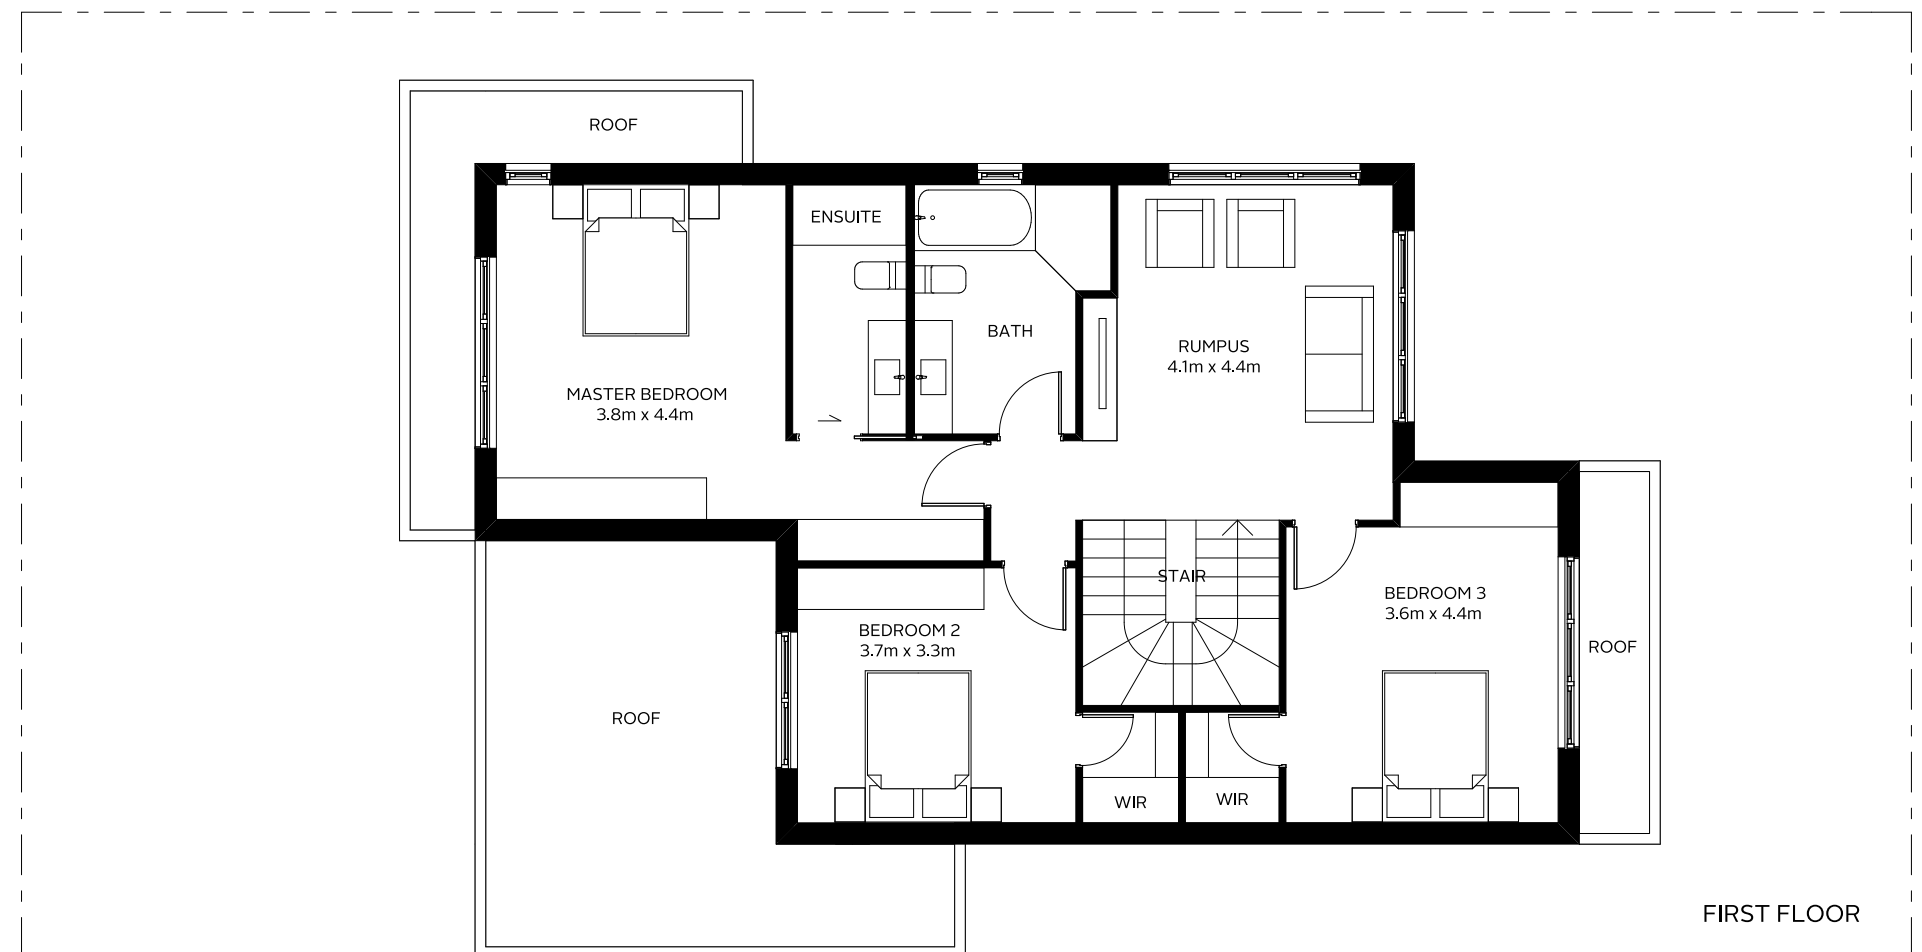 ROOF
ENSUITE
BATH
RUMPUS
4.1m x 4.4m
MASTER BEDROOM
3.8m x 4.4m
STAIR
BEDROOM 3
3.6m x 4.4m
BEDROOM 2
3.7m x 3.3m
ROOF
ROOF
WIR
WIR
FIRST FLOOR